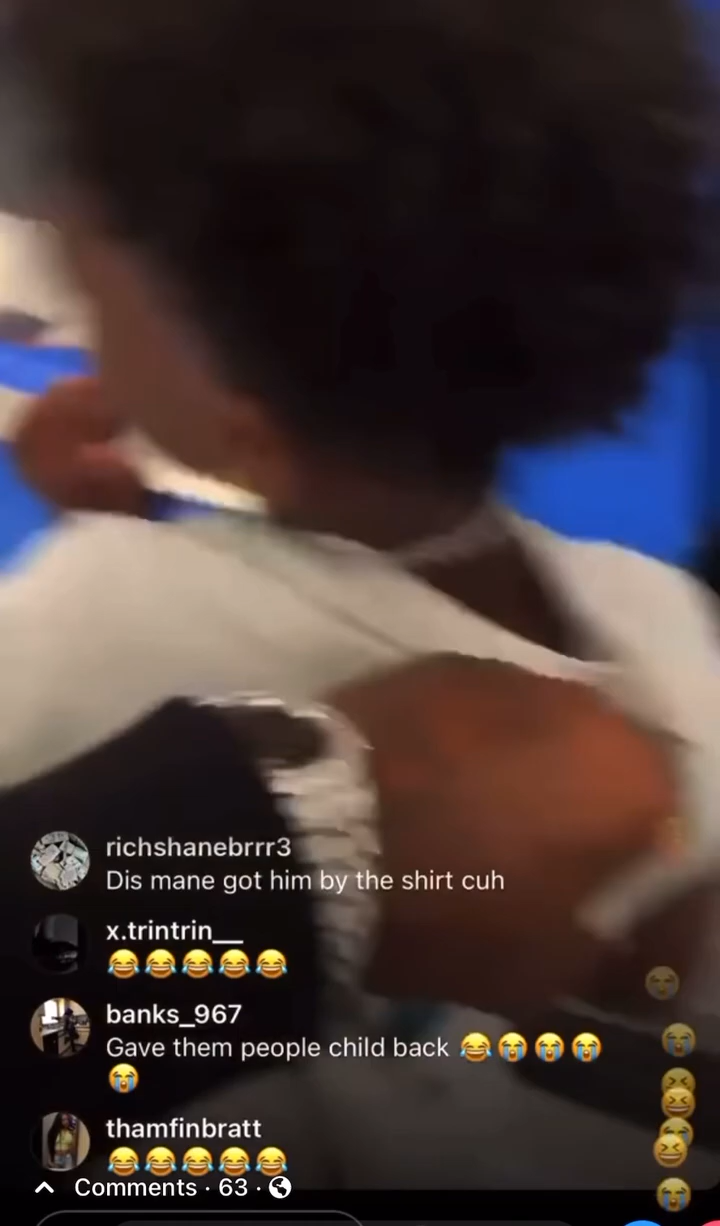 richshanebrrr3
Dis mane got him by the shirt cuh
x.trintrin__
😂😂😂😂😂
banks_967
Gave them people child back 😂😭😭😭
😭
thamfinbratt
😂😂😂😂😂
Comments · 63 ·